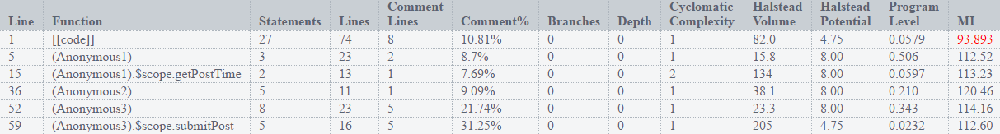 Line Function Statements Lines Comment Lines Comment% Branches Depth Cyclomatic Complexity Halstead Volume Halstead Potential Program Level MI
1 [[code]] 27 74 8 10.81% 0 0 1 82.0 4.75 0.0579 93.893
5 (Anonymous1) 3 23 2 8.7% 0 0 1 15.8 8.00 0.506 112.52
15 (Anonymous1).$scope.getPostTime 2 13 1 7.69% 0 0 2 134 8.00 0.0597 113.23
36 (Anonymous2) 5 11 1 9.09% 0 0 1 38.1 8.00 0.210 120.46
52 (Anonymous3) 8 23 5 21.74% 0 0 1 23.3 8.00 0.343 114.16
59 (Anonymous3).$scope.submitPost 5 16 5 31.25% 0 0 1 205 4.75 0.0232 112.60